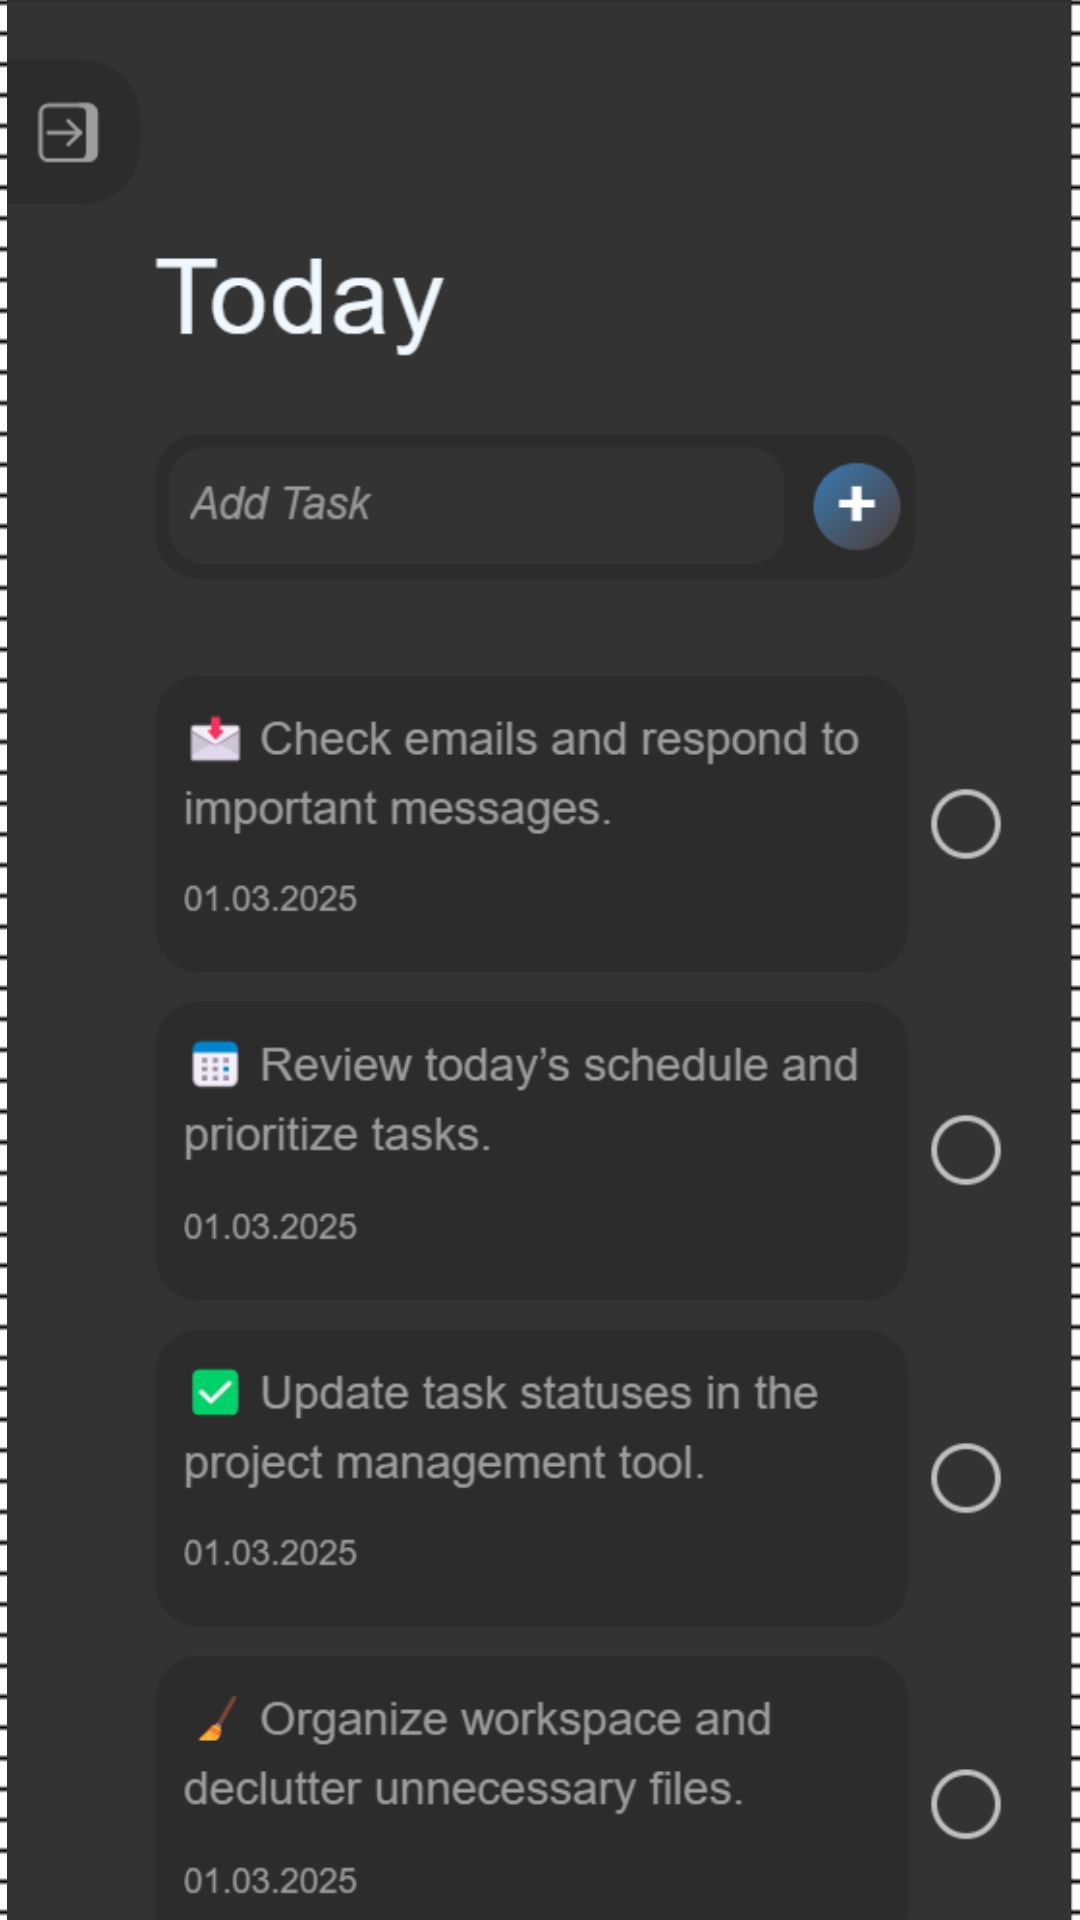 Today
Add Task
+
📩 Check emails and respond to
important messages.
01.03.2025
📅 Review today’s schedule and
prioritize tasks.
01.03.2025
✅ Update task statuses in the
project management tool.
01.03.2025
🧹 Organize workspace and
declutter unnecessary files.
01.03.2025